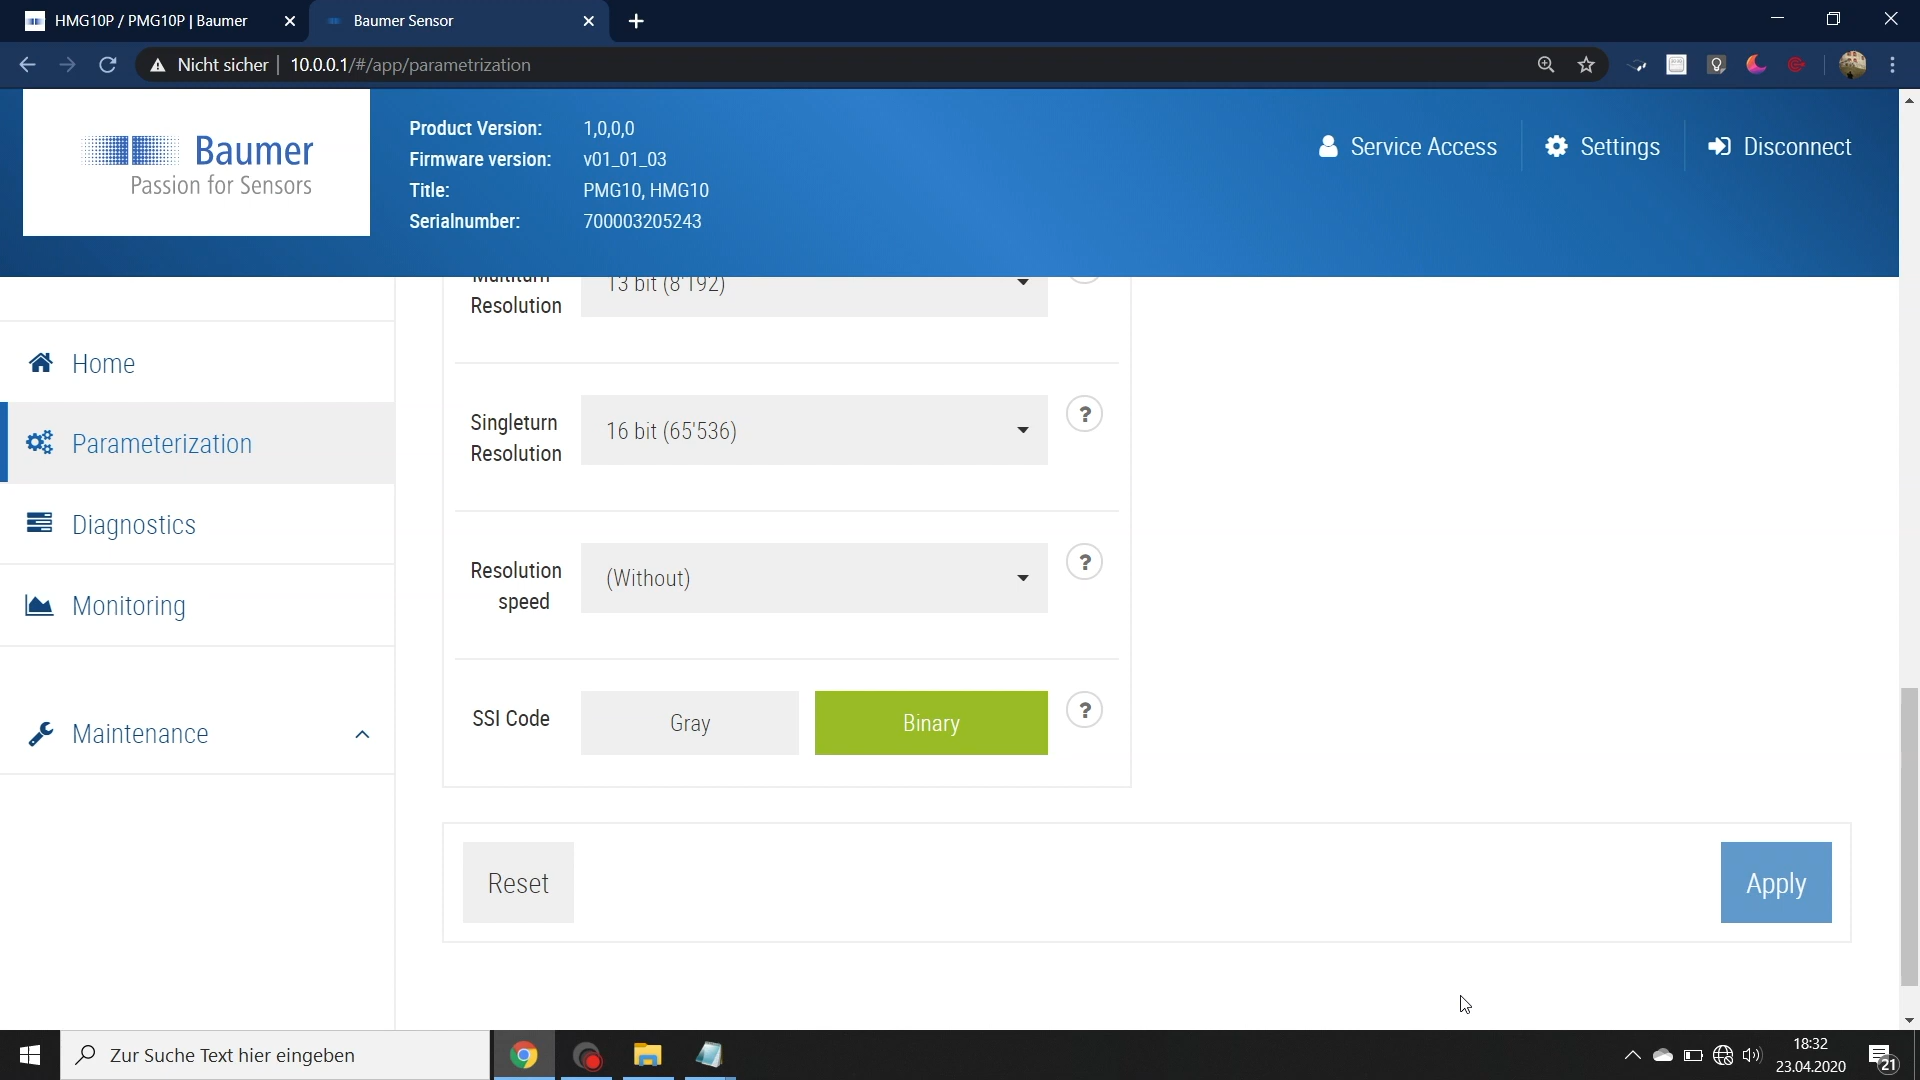 HMG10P / PMG10P | Baumer
Baumer Sensor
Nicht sicher | 10.0.0.1/#/app/parametrization
Baumer
Passion for Sensors
Product Version: 1,0,0,0
Firmware version: v01_01_03
Title: PMG10, HMG10
Serialnumber: 700003205243
Service Access
Settings
Disconnect
Home
Parameterization
Diagnostics
Monitoring
Maintenance
Multiturn
Resolution
13 bit (8'192)
Singleturn
Resolution
16 bit (65'536)
?
Resolution
speed
(Without)
?
SSI Code
Gray
Binary
?
Reset
Apply
Zur Suche Text hier eingeben
18:32
23.04.2020
21